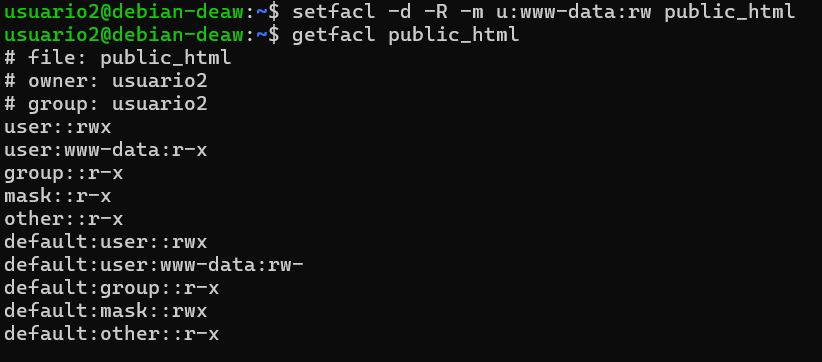 usuario2@debian-deaw:~$ setfacl -d -R -m u:www-data:rw public_html
usuario2@debian-deaw:~$ getfacl public_html
# file: public_html
# owner: usuario2
# group: usuario2
user::rwx
user:www-data:r-x
group::r-x
mask::r-x
other::r-x
default:user::rwx
default:user:www-data:rw-
default:group::r-x
default:mask::rwx
default:other::r-x